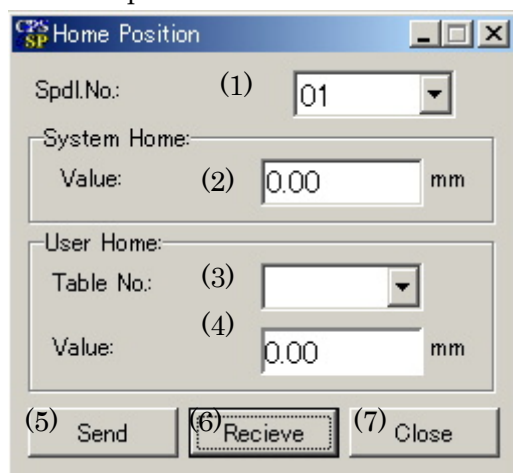 CPS SP Home Position
Spdl.No.: (1) 01
System Home:
Value: (2) 0.00 mm
User Home:
Table No.: (3)
(4)
Value: 0.00 mm
(5) Send (6) Recieve (7) Close